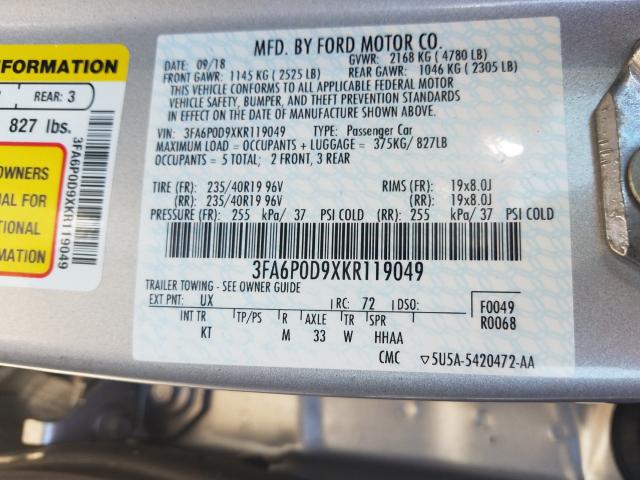 NFORMATION
REAR: 3
827 lbs.
3FA6P0D9XKR119049
OWNERS
AL FOR
TIONAL
MATION
MFD. BY FORD MOTOR CO.
DATE: 09/18 GVWR: 2168 KG ( 4780 LB)
FRONT GAWR: 1145 KG ( 2525 LB) REAR GAWR: 1046 KG ( 2305 LB)
THIS VEHICLE CONFORMS TO ALL APPLICABLE FEDERAL MOTOR
VEHICLE SAFETY, BUMPER, AND THEFT PREVENTION STANDARDS
IN EFFECT ON THE DATE OF MANUFACTURE SHOWN ABOVE.
VIN: 3FA6P0D9XKR119049 TYPE: Passenger Car
MAXIMUM LOAD = OCCUPANTS + LUGGAGE = 375KG/ 827LB
OCCUPANTS = 5 TOTAL; 2 FRONT, 3 REAR
TIRE (FR): 235/40R19 96V RIMS (FR): 19x8.0J
(RR): 235/40R19 96V (RR): 19x8.0J
PRESSURE (FR): 255 kPa/ 37 PSI COLD (RR): 255 kPa/ 37 PSI COLD
3FA6P0D9XKR119049
TRAILER TOWING - SEE OWNER GUIDE
EXT PNT: UX RC: 72 DSO: F0049
INT TR TP/PS R AXLE TR SPR R0068
KT M 33 W HHAA
CMC ▽5U5A-5420472-AA